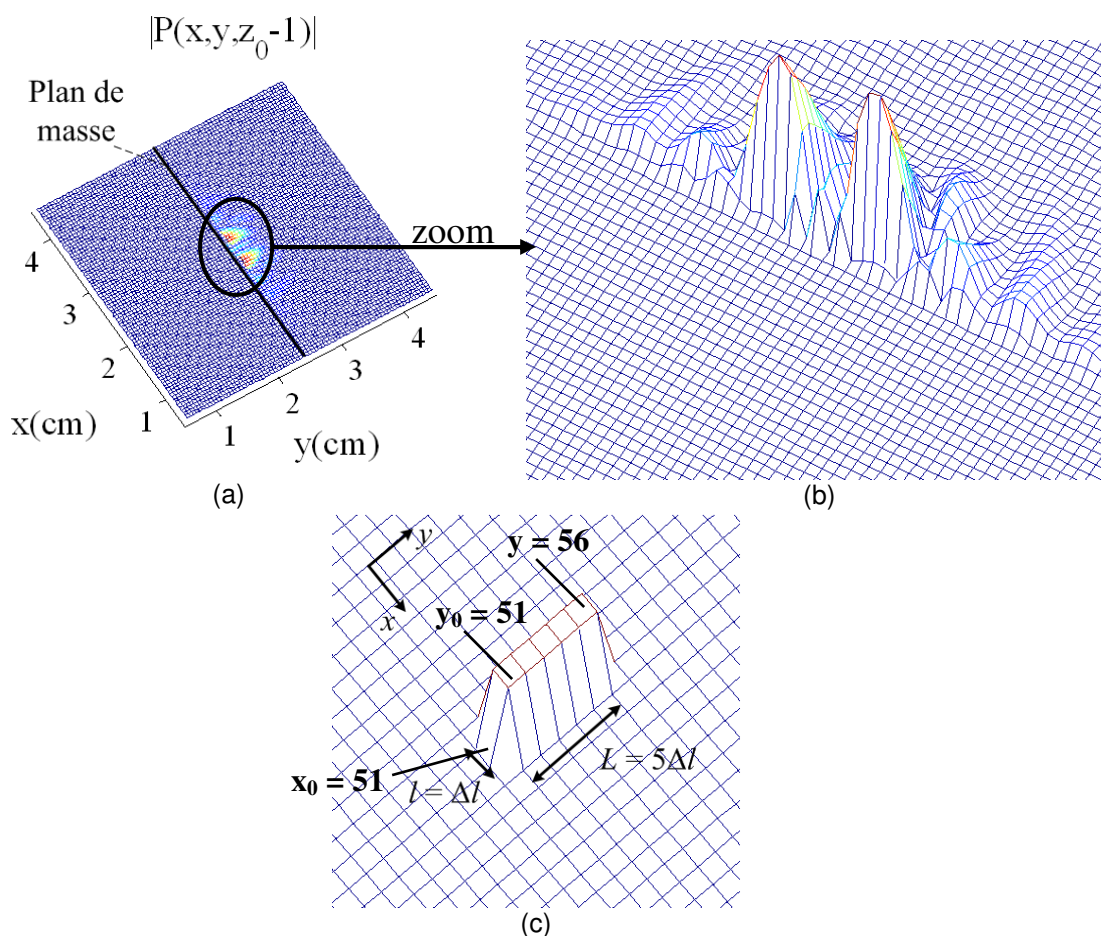 |P(x,y,z₀-1)|
Plan de
masse
zoom
4
3
2
1
x(cm)
1
2
3
4
y(cm)
(a)
(b)
y
x
y = 56
y₀ = 51
x₀ = 51
l = Δl
L = 5Δl
(c)